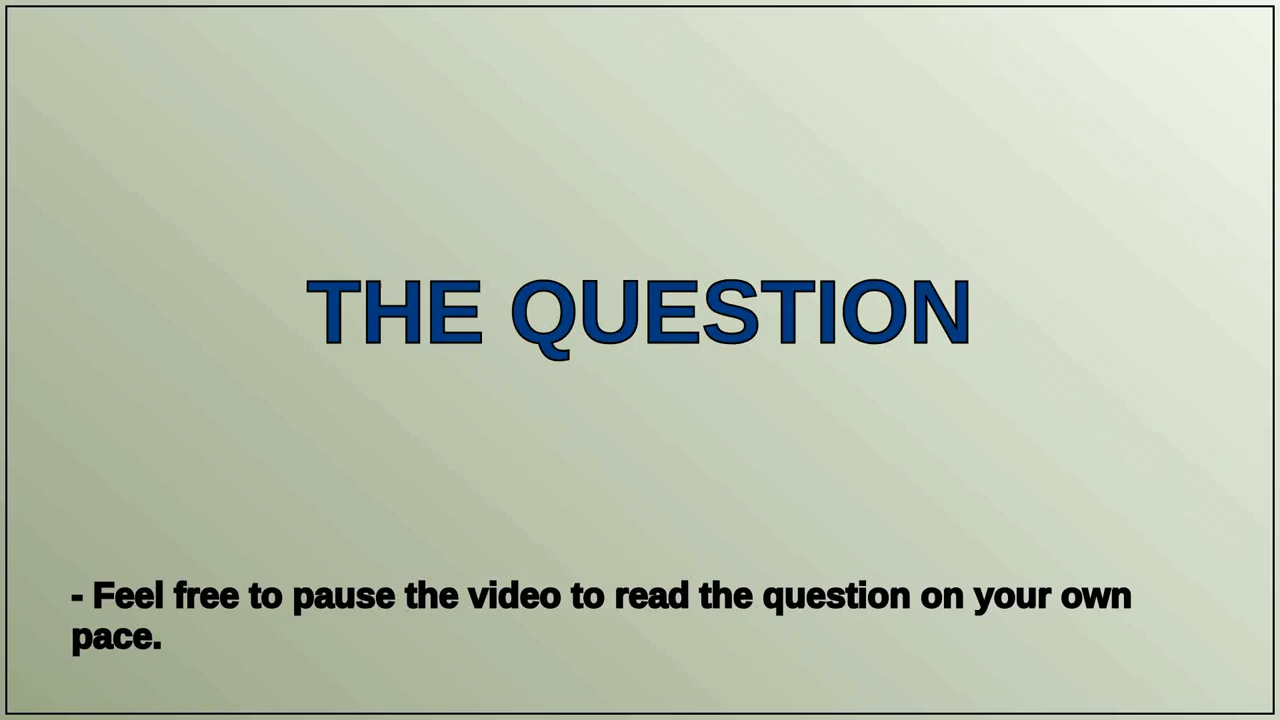 THE QUESTION
- Feel free to pause the video to read the question on your own
pace.